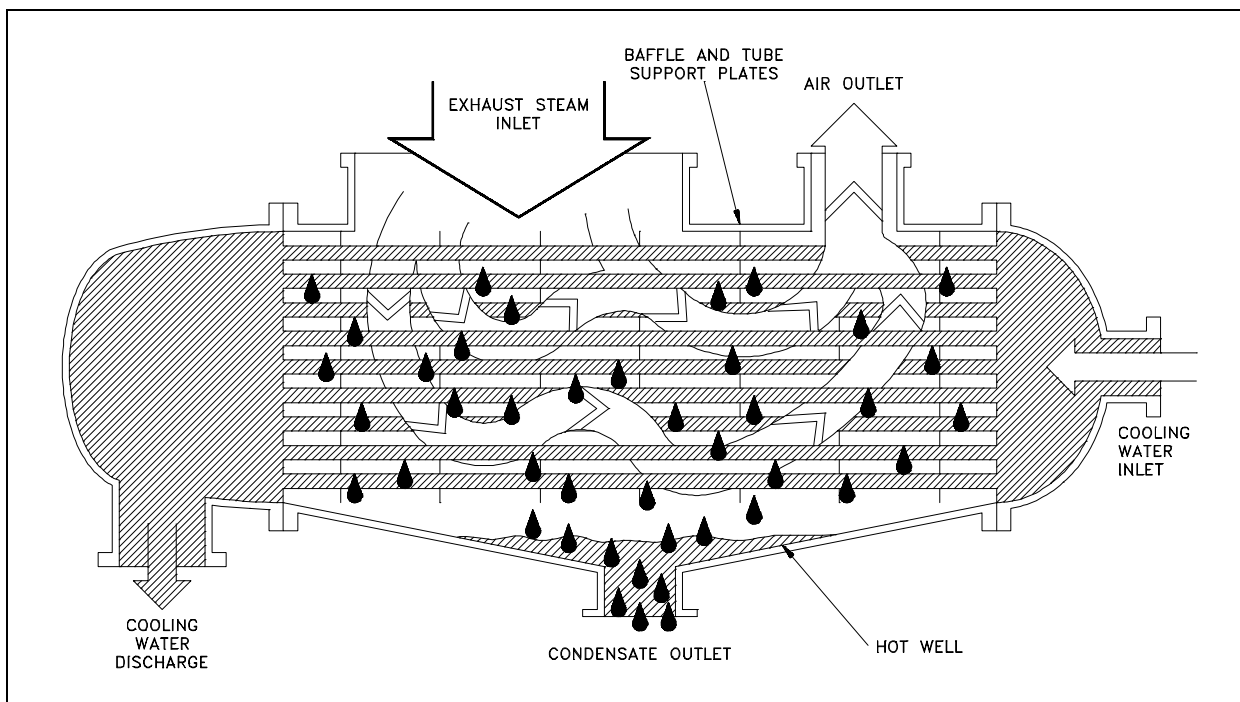 BAFFLE AND TUBE
SUPPORT PLATES
AIR OUTLET
EXHAUST STEAM
INLET
COOLING
WATER
INLET
COOLING
WATER
DISCHARGE
CONDENSATE OUTLET
HOT WELL